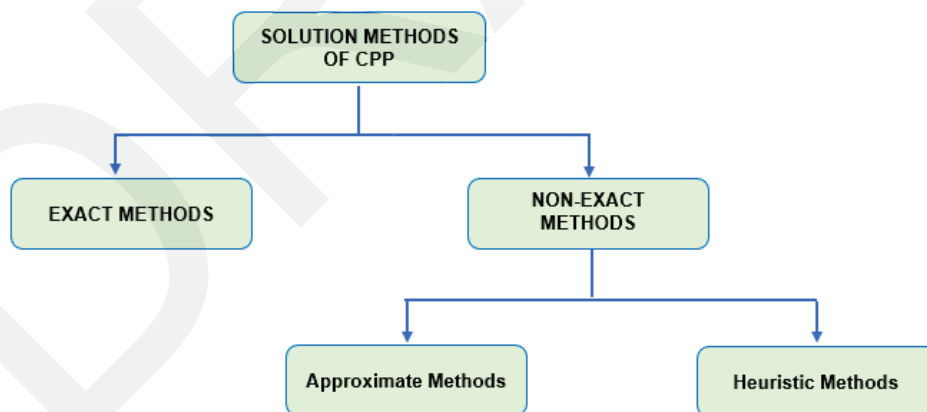 SOLUTION METHODS
OF CPP
EXACT METHODS
NON-EXACT
METHODS
Approximate Methods
Heuristic Methods